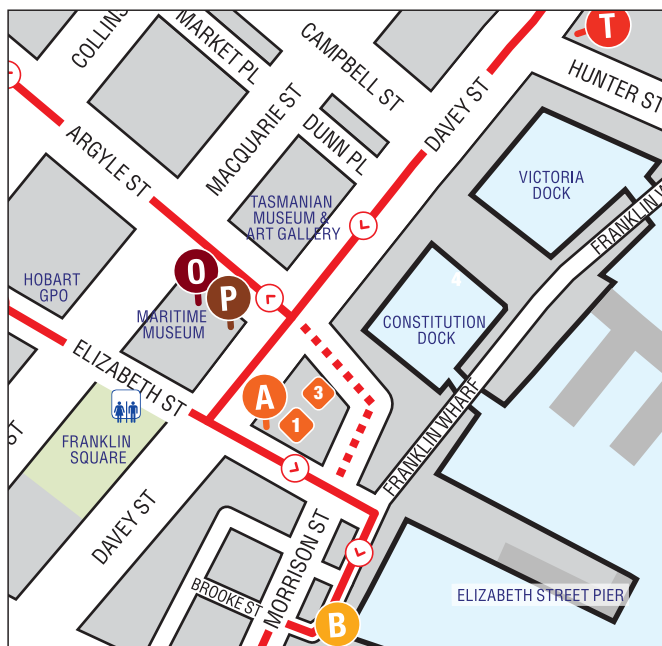 COLLINS
MARKET PL
CAMPBELL ST
T
HUNTER ST
MACQUARIE ST
DUNN PL
DAVEY ST
ARGYLE ST
VICTORIA
DOCK
TASMANIAN
MUSEUM &
ART GALLERY
FRANKLIN W
O
P
HOBART
GPO
MARITIME
MUSEUM
4
CONSTITUTION
DOCK
ELIZABETH ST
A
3
1
FRANKLIN WHARF
FRANKLIN
SQUARE
ST
DAVEY ST
MORRISON ST
BROOKE ST
B
ELIZABETH STREET PIER